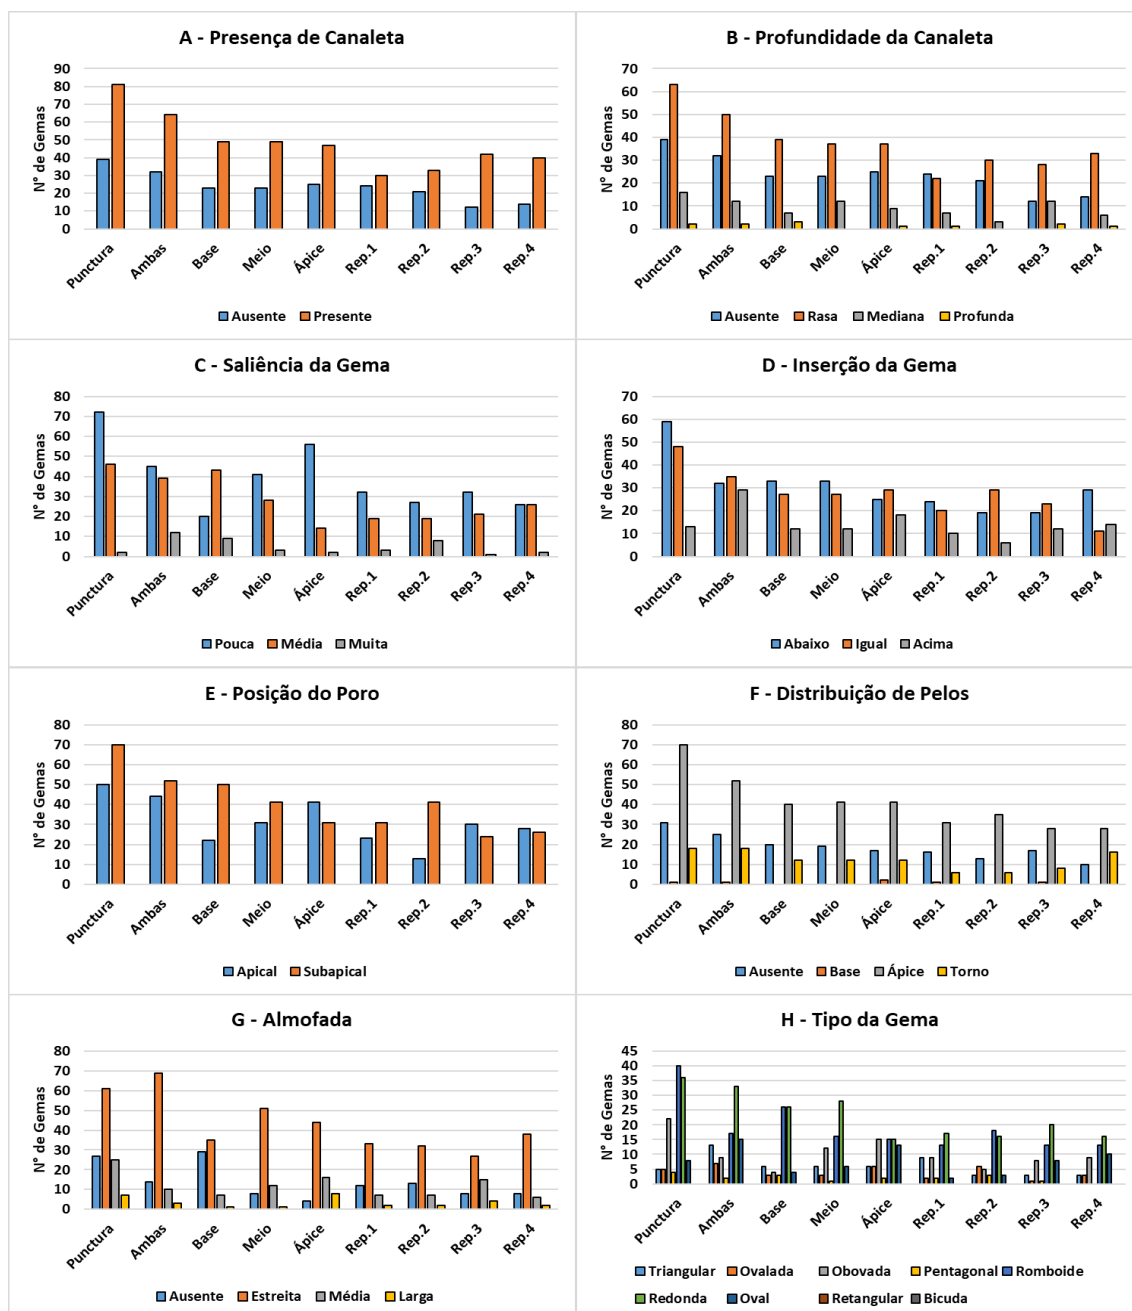 A - Presença de Canaleta
N° de Gemas
90
80
70
60
50
40
30
20
10
0
Punctura Ambas Base Meio Ápice Rep.1 Rep.2 Rep.3 Rep.4
Ausente Presente
B - Profundidade da Canaleta
N° de Gemas
70
60
50
40
30
20
10
0
Punctura Ambas Base Meio Ápice Rep.1 Rep.2 Rep.3 Rep.4
Ausente Rasa Mediana Profunda
C - Saliência da Gema
N° de Gemas
80
70
60
50
40
30
20
10
0
Punctura Ambas Base Meio Ápice Rep.1 Rep.2 Rep.3 Rep.4
Pouca Média Muita
D - Inserção da Gema
N° de Gemas
70
60
50
40
30
20
10
0
Punctura Ambas Base Meio Ápice Rep.1 Rep.2 Rep.3 Rep.4
Abaixo Igual Acima
E - Posição do Poro
N° de Gemas
80
70
60
50
40
30
20
10
0
Punctura Ambas Base Meio Ápice Rep.1 Rep.2 Rep.3 Rep.4
Apical Subapical
F - Distribuição de Pelos
N° de Gemas
80
70
60
50
40
30
20
10
0
Punctura Ambas Base Meio Ápice Rep.1 Rep.2 Rep.3 Rep.4
Ausente Base Ápice Torno
G - Almofada
N° de Gemas
80
70
60
50
40
30
20
10
0
Punctura Ambas Base Meio Ápice Rep.1 Rep.2 Rep.3 Rep.4
Ausente Estreita Média Larga
H - Tipo da Gema
N° de Gemas
45
40
35
30
25
20
15
10
5
0
Punctura Ambas Base Meio Ápice Rep.1 Rep.2 Rep.3 Rep.4
Triangular Ovalada Obovada Pentagonal Romboide
Redonda Oval Retangular Bicuda